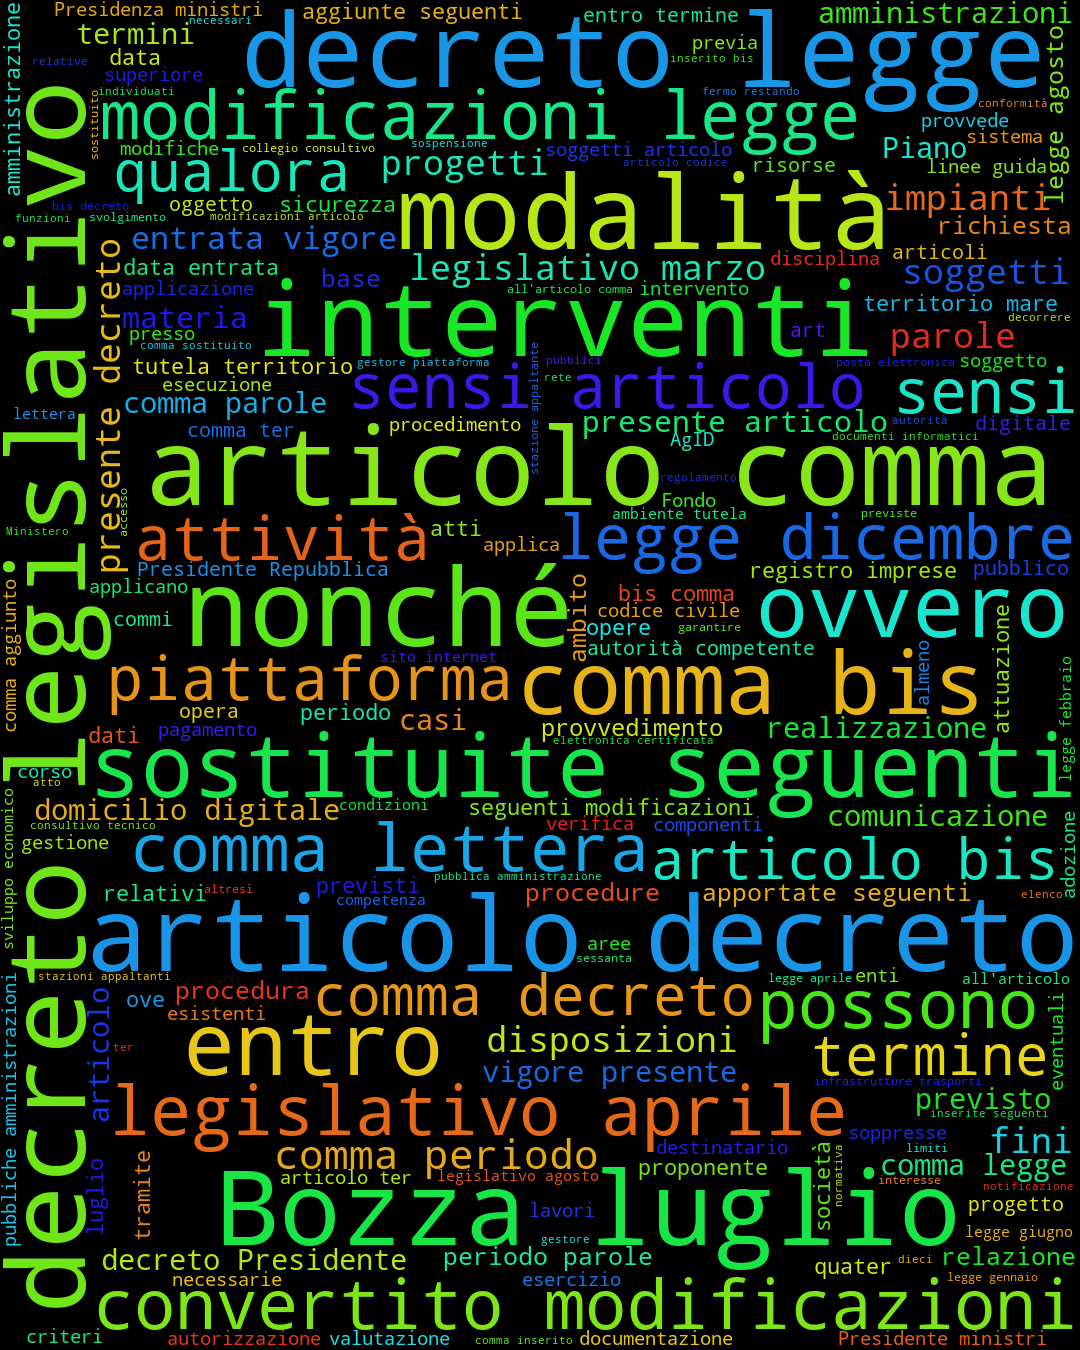 Presidenza ministri
necessari
aggiunte seguenti
entro termine
amministrazioni
decreto legge
termini
data
previa
inserito bis
relative
superiore
individuati
fermo restando
conformità
amministrazione
legge agosto
sostituito
modificazioni legge
provvede
sistema
modifiche
collegio consultivo
sospensione
soggetti articolo
articolo codice
Piano
linee guida
qualora
progetti
risorse
bis decreto
oggetto
sicurezza
modalità
impianti
funzioni
svolgimento
modificazioni articolo
richiesta
entrata vigore
disciplina
articoli
data entrata
base
legislativo marzo
soggetti
applicazione
all'articolo comma
intervento
territorio mare
materia
interventi
decorrere
presso
art
parole
comma sostituito
tutela territorio
gestore piattaforma
pubblici
posta elettronica
soggetto
esecuzione
rete
sensi articolo
sensi
comma parole
lettera
presente articolo
autorità
digitale
comma ter
procedimento
AgID
documenti informatici
stazione appaltante
decreto legislativo
presente decreto
articolo comma
regolamento
accesso
Fondo
ambiente tutela
previste
Ministero
attività
atti
applica
legge dicembre
Presidente Repubblica
registro imprese
pubblico
applicano
nonché
ambito
bis comma
codice civile
ovvero
commi
opere
garantire
comma aggiunto
autorità competente
attuazione
sito internet
piattaforma
comma bis
almeno
legge febbraio
opera
periodo
casi
dati
pagamento
provvedimento
realizzazione
elettronica certificata
corso
atto
sostituite seguenti
domicilio digitale
condizioni
seguenti modificazioni
comunicazione
consultivo tecnico
verifica
componenti
gestione
sviluppo economico
comma lettera
articolo bis
adozione
pubblica amministrazione
relativi
altresì
previsti
competenza
procedure
apportate seguenti
elenco
articolo decreto
aree
sessanta
stazioni appaltanti
legge aprile
enti
all'articolo
pubbliche amministrazioni
articolo
ove
procedura
esistenti
comma decreto
possono
eventuali
ter
entro
disposizioni
termine
vigore presente
infrastrutture trasporti
previsto
inserite seguenti
legislativo aprile
soppresse
limiti
fini
destinatario
comma periodo
proponente
società
normativa
comma legge
luglio
tramite
articolo ter
legislativo agosto
interesse
notificazione
Bozza luglio
lavori
progetto
gestore
legge giugno
decreto Presidente
periodo parole
quater
dieci
relazione
necessarie
esercizio
legge gennaio
convertito modificazioni
criteri
autorizzazione
valutazione
comma inserito
documentazione
Presidente ministri